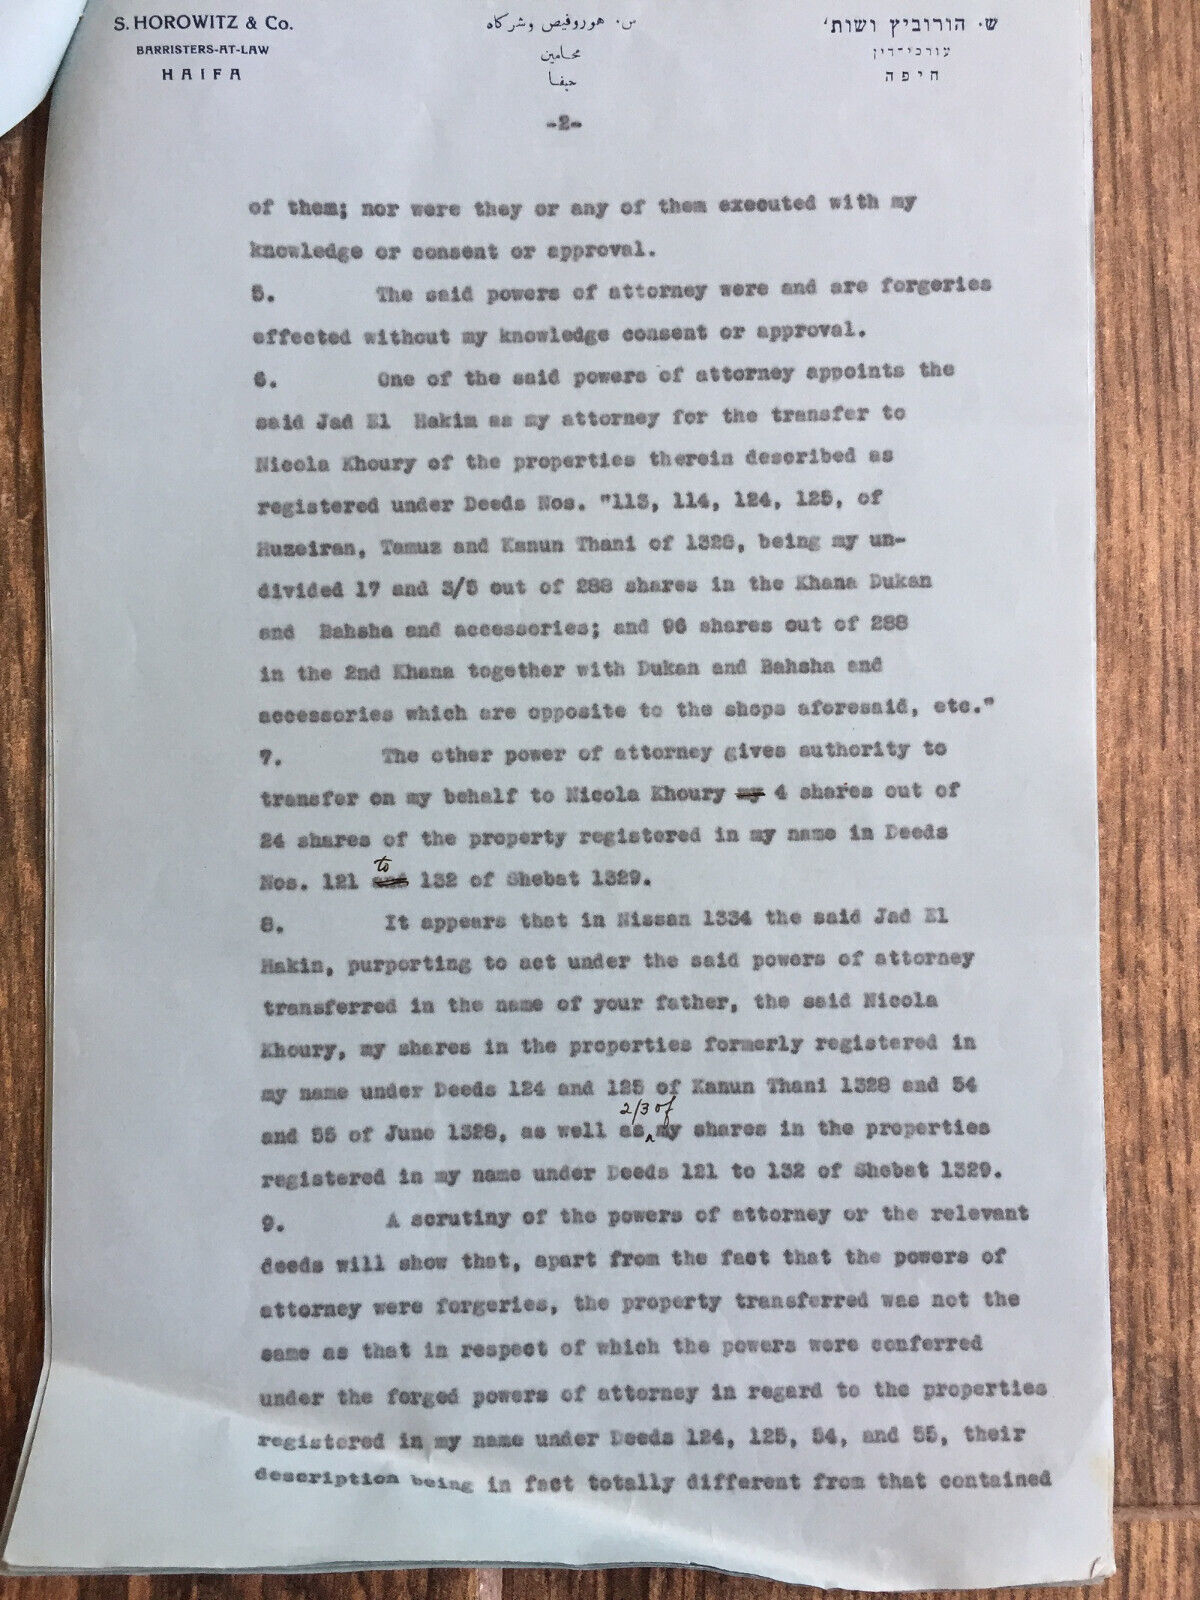 S. HOROWITZ & Co.
BARRISTERS-AT-LAW
HAIFA
س. هوروفيص وشركاه
محامين
حيفا
ש. הורוביץ ושות'
עורכי-דין
חיפה
-2-
of them; nor were they or any of them executed with my
knowledge or consent or approval.
5. The said powers of attorney were and are forgeries
effected without my knowledge consent or approval.
6. One of the said powers of attorney appoints the
said Jad El Hakim as my attorney for the transfer to
Nicola Khoury of the properties therein described as
registered under Deeds Nos. "113, 114, 124, 125, of
Huzeiran, Tamuz and Kanun Thani of 1328, being my un-
divided 17 and 3/5 out of 288 shares in the Khana Dukan
and Bahsha and accessories; and 96 shares out of 288
in the 2nd Khana together with Dukan and Bahsha and
accessories which are opposite to the shops aforesaid, etc."
7. The other power of attorney gives authority to
transfer on my behalf to Nicola Khoury my 4 shares out of
24 shares of the property registered in my name in Deeds
to
Nos. 121 and 132 of Shebat 1329.
8. It appears that in Nissan 1334 the said Jad El
Hakim, purporting to act under the said powers of attorney
transferred in the name of your father, the said Nicola
Khoury, my shares in the properties formerly registered in
my name under Deeds 124 and 125 of Kanun Thani 1328 and 54
2/3 of
and 55 of June 1328, as well as my shares in the properties
registered in my name under Deeds 121 to 132 of Shebat 1329.
9. A scrutiny of the powers of attorney or the relevant
deeds will show that, apart from the fact that the powers of
attorney were forgeries, the property transferred was not the
same as that in respect of which the powers were conferred
under the forged powers of attorney in regard to the properties
registered in my name under Deeds 124, 125, 54, and 55, their
description being in fact totally different from that contained